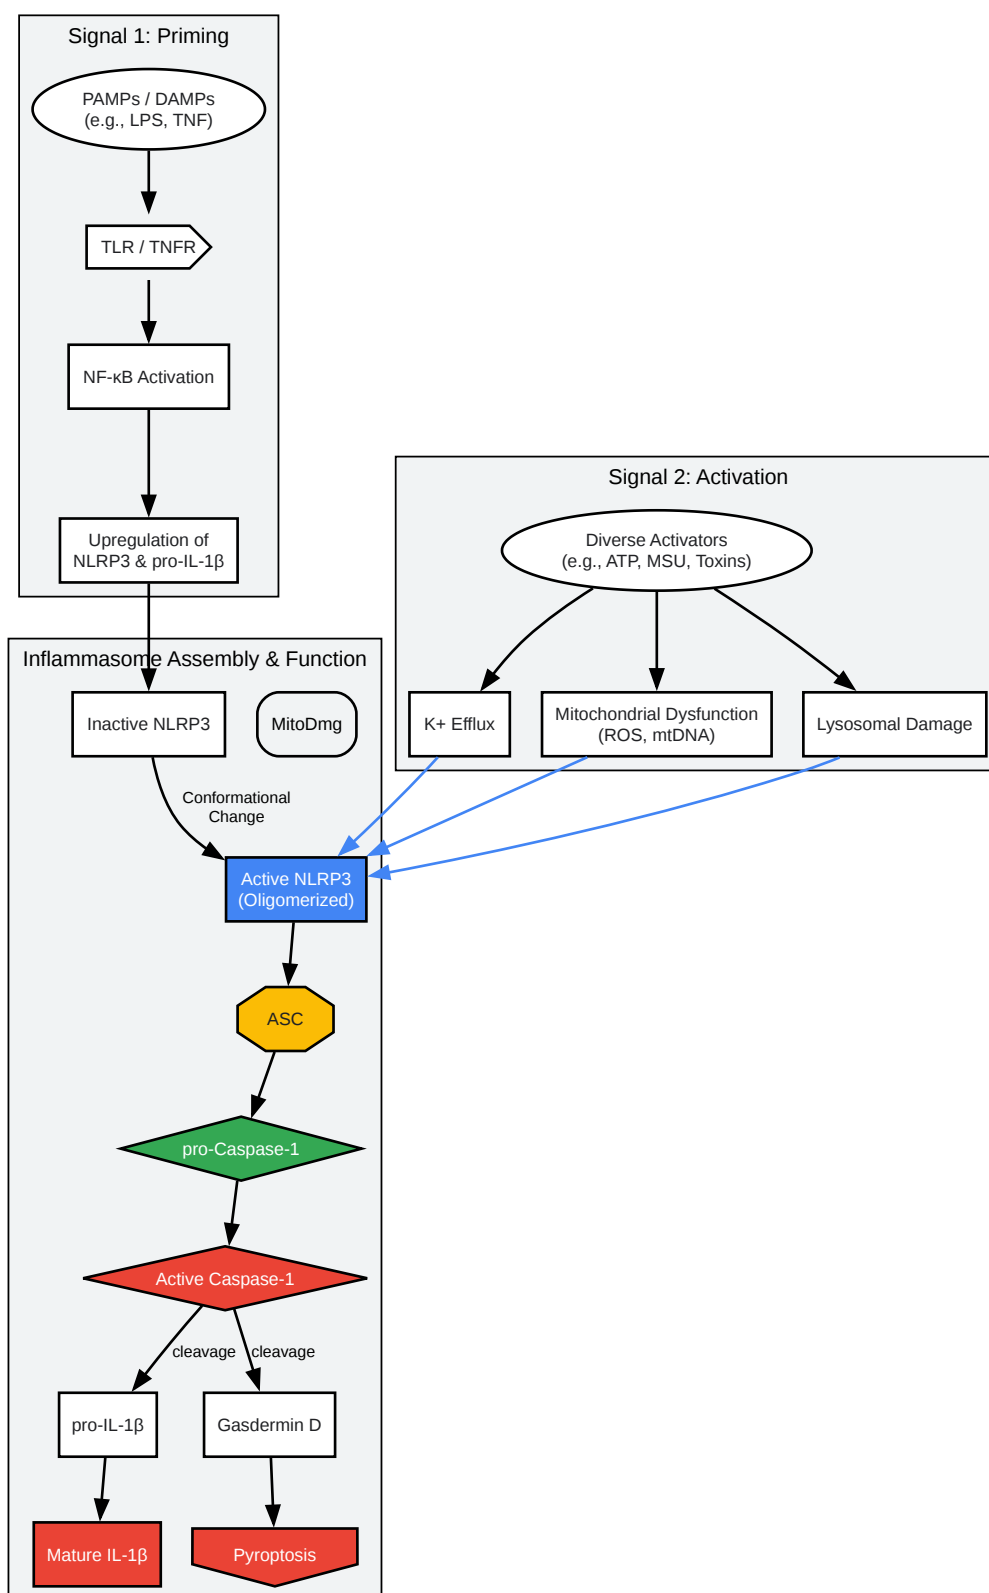 Signal 1: Priming
PAMPs / DAMPs
(e.g., LPS, TNF)
TLR / TNFR
NF-κB Activation
Upregulation of
NLRP3 & pro-IL-1β
Signal 2: Activation
Diverse Activators
(e.g., ATP, MSU, Toxins)
K+ Efflux
Mitochondrial Dysfunction
(ROS, mtDNA)
Lysosomal Damage
Inflammasome Assembly & Function
Inactive NLRP3
MitoDmg
Conformational
Change
Active NLRP3
(Oligomerized)
ASC
pro-Caspase-1
Active Caspase-1
cleavage
cleavage
pro-IL-1β
Gasdermin D
Mature IL-1β
Pyroptosis